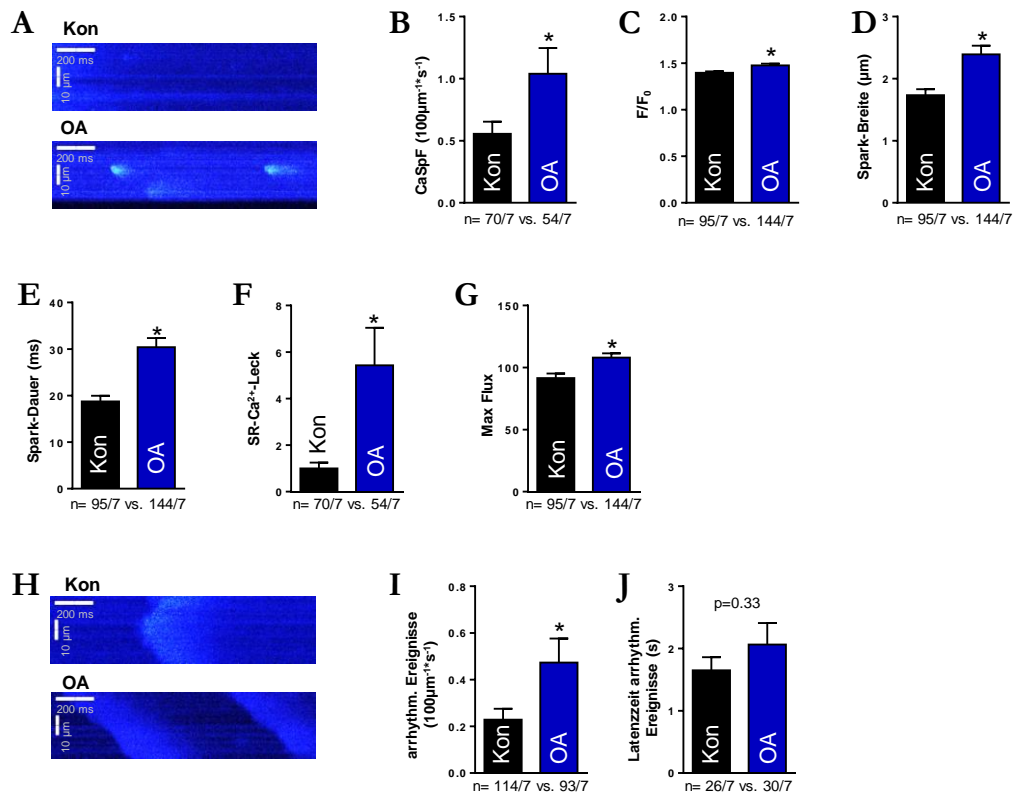 A
Kon
200 ms
10 µm
OA
200 ms
10 µm
B
CaSpF (100µm⁻¹*s⁻¹)
1.5
1.0
0.5
0.0
*
Kon
OA
n= 70/7 vs. 54/7
C
F/F₀
2.0
1.5
1.0
0.5
0.0
*
Kon
OA
n= 95/7 vs. 144/7
D
Spark-Breite (µm)
3
2
1
0
*
Kon
OA
n= 95/7 vs. 144/7
E
Spark-Dauer (ms)
40
30
20
10
0
*
Kon
OA
n= 95/7 vs. 144/7
F
SR-Ca²⁺-Leck
8
6
4
2
0
*
Kon
OA
n= 70/7 vs. 54/7
G
Max Flux
150
100
50
0
*
Kon
OA
n= 95/7 vs. 144/7
H
Kon
200 ms
10 µm
OA
200 ms
10 µm
I
arrhythm. Ereignisse
(100µm⁻¹*s⁻¹)
0.8
0.6
0.4
0.2
0.0
*
Kon
OA
n= 114/7 vs. 93/7
J
Latenzzeit arrhythm.
Ereignisse (s)
3
2
1
0
p=0.33
Kon
OA
n= 26/7 vs. 30/7